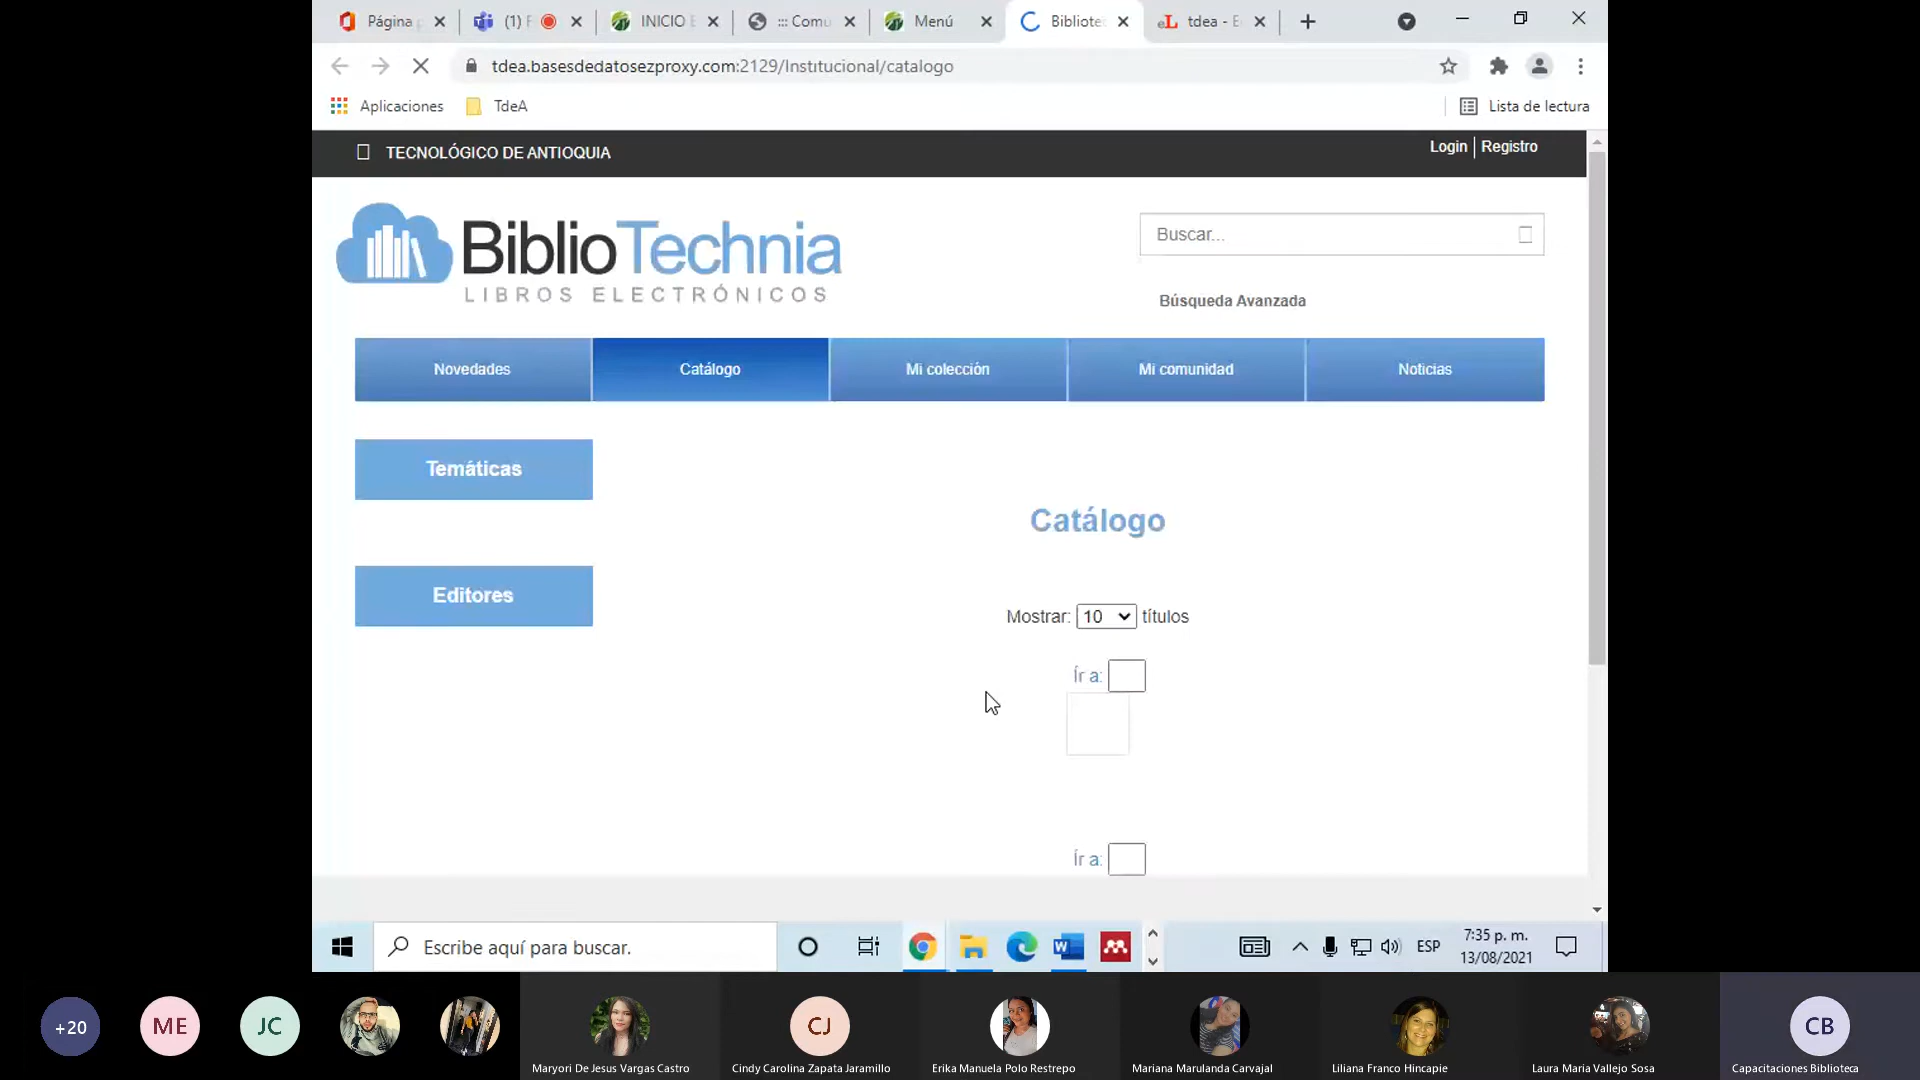 Página
(1) F
INICIO E
::: Comu
Menú
Bibliotec
eL tdea - E
tdea.basesdedatosezproxy.com:2129/Institucional/catalogo
Aplicaciones
TdeA
Lista de lectura
TECNOLÓGICO DE ANTIOQUIA
Login | Registro
BiblioTechnia
LIBROS ELECTRÓNICOS
Buscar...
Búsqueda Avanzada
Novedades
Catálogo
Mi colección
Mi comunidad
Noticias
Temáticas
Editores
Catálogo
Mostrar: 10 títulos
Ír a:
Ír a:
Escribe aquí para buscar.
ESP
7:35 p. m.
13/08/2021
+20
ME
JC
CJ
CB
Maryori De Jesus Vargas Castro
Cindy Carolina Zapata Jaramillo
Erika Manuela Polo Restrepo
Mariana Marulanda Carvajal
Liliana Franco Hincapie
Laura Maria Vallejo Sosa
Capacitaciones Biblioteca